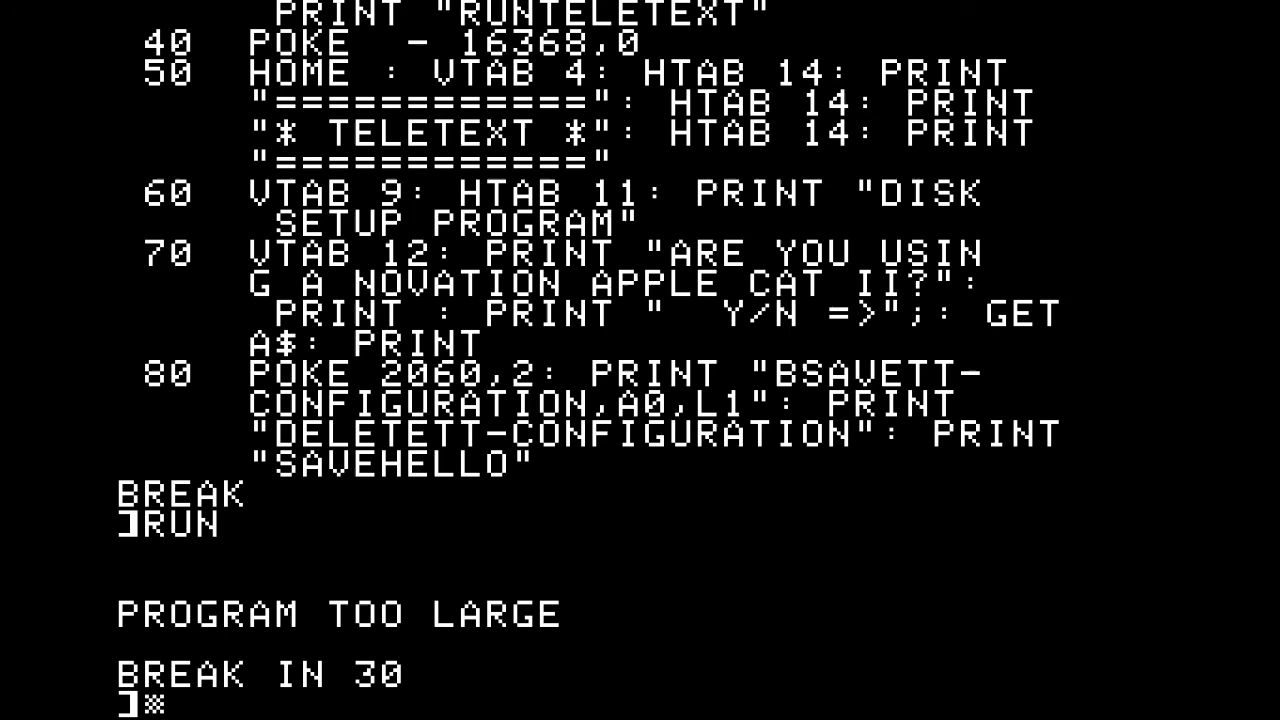 PRINT "RUNTELETEXT"
40 POKE - 16368,0
50 HOME : VTAB 4: HTAB 14: PRINT
"============": HTAB 14: PRINT
"* TELETEXT *": HTAB 14: PRINT
"============"
60 VTAB 9: HTAB 11: PRINT "DISK
SETUP PROGRAM"
70 VTAB 12: PRINT "ARE YOU USIN
G A NOVATION APPLE CAT II?":
PRINT : PRINT " Y/N =>";: GET
A$: PRINT
80 POKE 2060,2: PRINT "BSAVETT-
CONFIGURATION,A0,L1": PRINT
"DELETETT-CONFIGURATION": PRINT
"SAVEHELLO"
BREAK
]RUN
PROGRAM TOO LARGE
BREAK IN 30
]